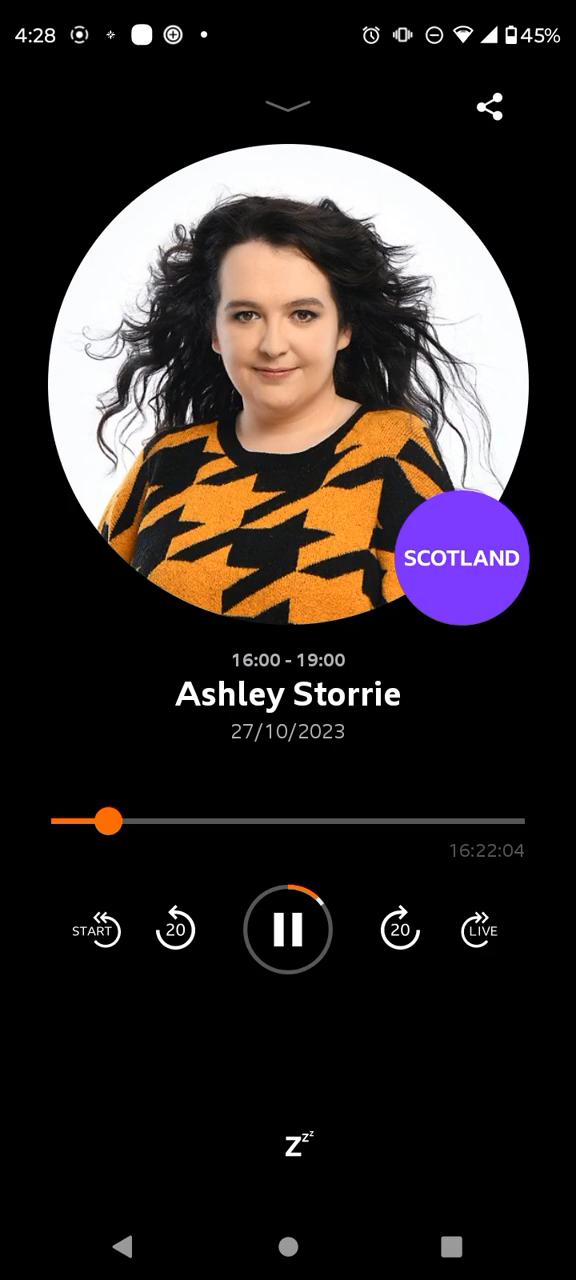 4:28
45%
SCOTLAND
16:00 - 19:00
Ashley Storrie
27/10/2023
16:22:04
START
20
20
LIVE
Zzz